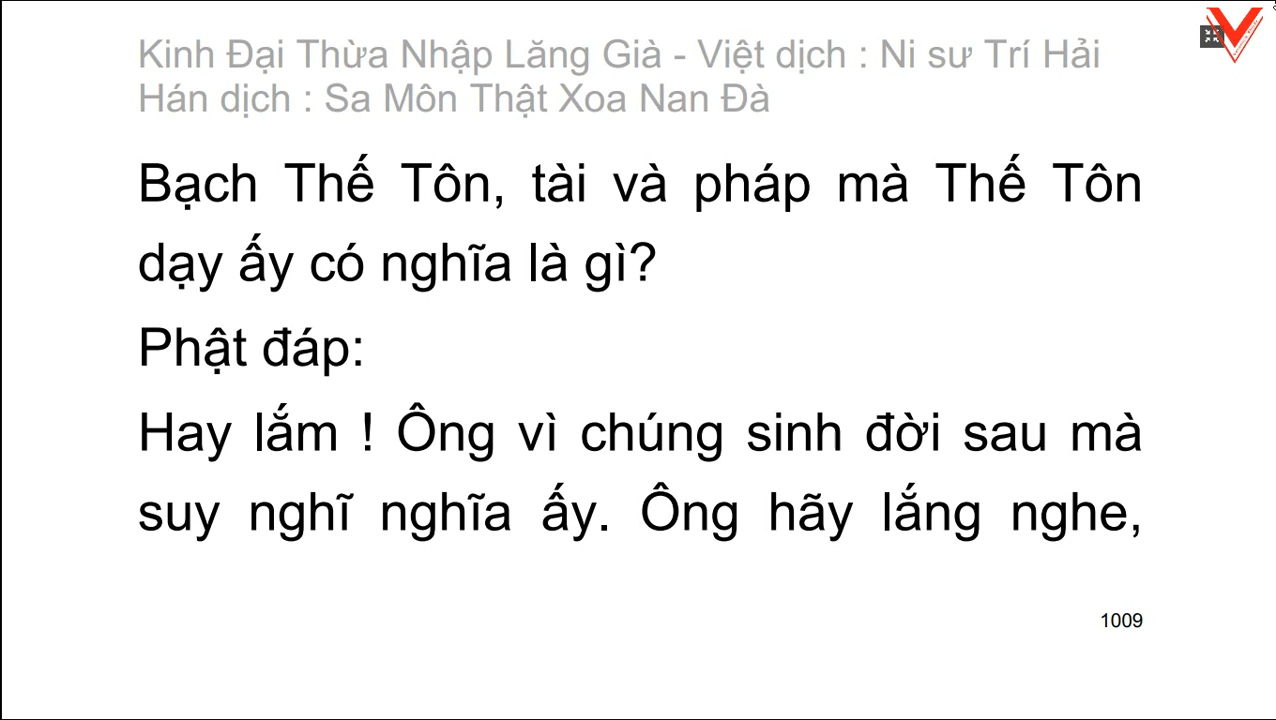 Kinh Đại Thừa Nhập Lăng Già - Việt dịch : Ni sư Trí Hải
Hán dịch : Sa Môn Thật Xoa Nan Đà
Bạch Thế Tôn, tài và pháp mà Thế Tôn
dạy ấy có nghĩa là gì?
Phật đáp:
Hay lắm ! Ông vì chúng sinh đời sau mà
suy nghĩ nghĩa ấy. Ông hãy lắng nghe,
1009